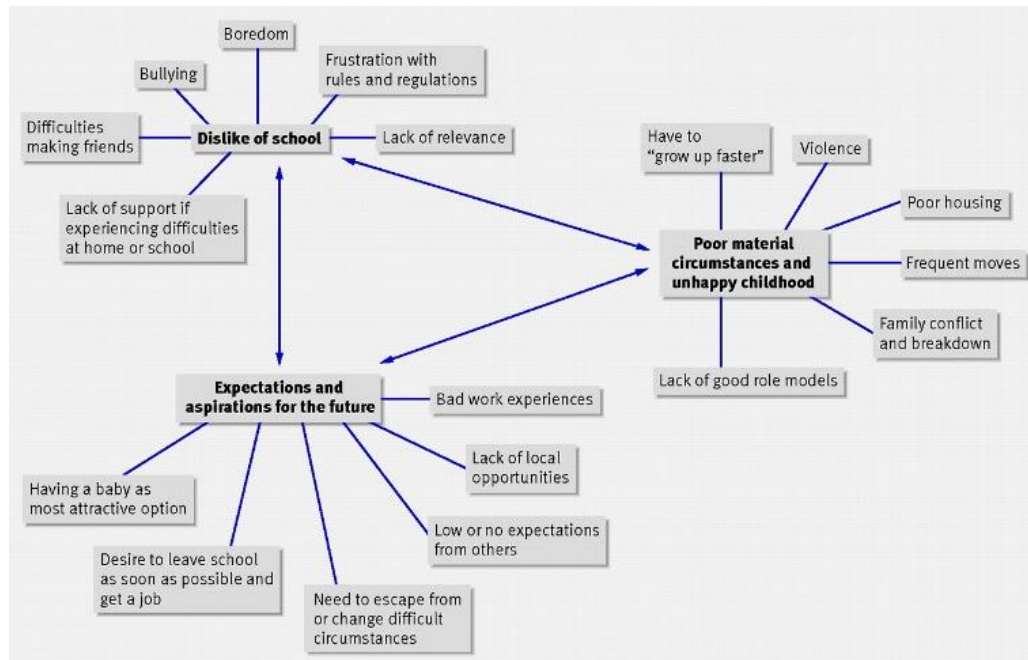 Boredom
Bullying
Frustration with
rules and regulations
Difficulties
making friends
Dislike of school
Lack of relevance
Lack of support if
experiencing difficulties
at home or school
Have to
“grow up faster”
Violence
Poor housing
Poor material
circumstances and
unhappy childhood
Frequent moves
Family conflict
and breakdown
Lack of good role models
Expectations and
aspirations for the future
Bad work experiences
Lack of local
opportunities
Having a baby as
most attractive option
Low or no expectations
from others
Desire to leave school
as soon as possible and
get a job
Need to escape from
or change difficult
circumstances